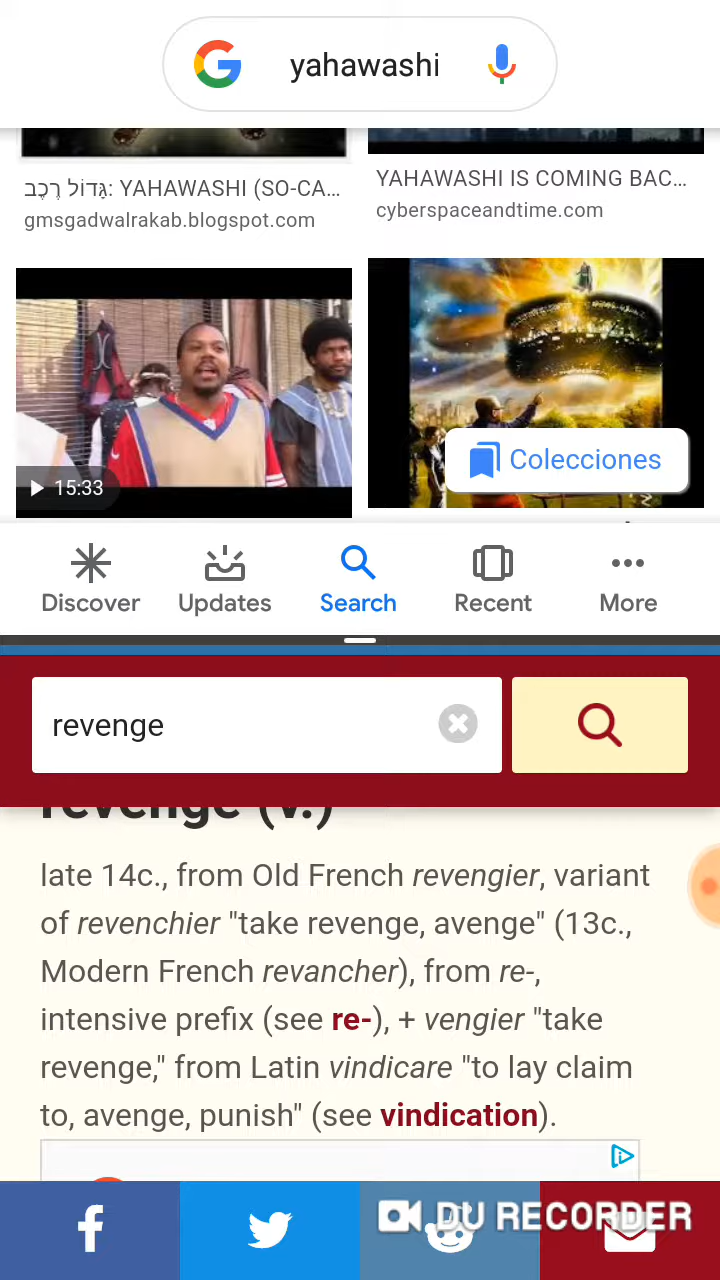 yahawashi
גָּדוֹל רֶכֶב: YAHAWASHI (SO-CA...
gmsgadwalrakab.blogspot.com
YAHAWASHI IS COMING BAC...
cyberspaceandtime.com
15:33
Colecciones
Discover
Updates
Search
Recent
More
revenge
revenge (v.)
late 14c., from Old French revengier, variant
of revenchier "take revenge, avenge" (13c.,
Modern French revancher), from re-,
intensive prefix (see re-), + vengier "take
revenge," from Latin vindicare "to lay claim
to, avenge, punish" (see vindication).
DU RECORDER